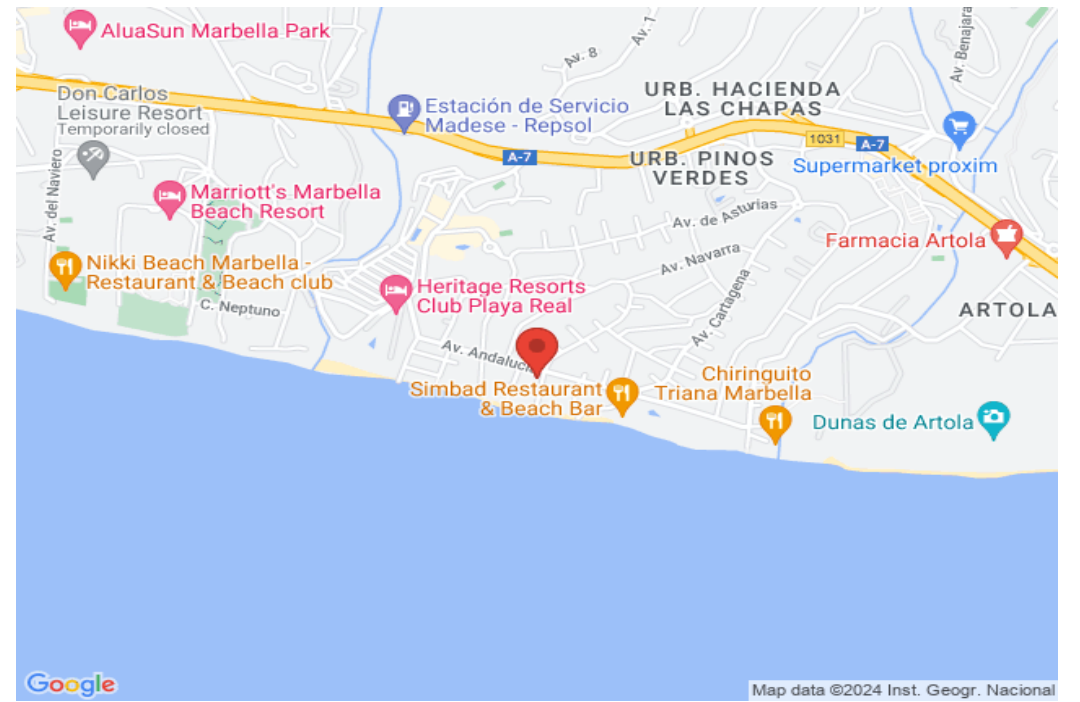 AluaSun Marbella Park
Av. 8
Av. 1
Av. Benajara
Don Carlos
Leisure Resort
Temporarily closed
Estación de Servicio
Madese - Repsol
URB. HACIENDA
LAS CHAPAS
1031
A-7
A-7
URB. PINOS
VERDES
Supermarket proxim
Av. del Naviero
Marriott's Marbella
Beach Resort
Av. de Asturias
Farmacia Artola
Av. Navarra
Nikki Beach Marbella -
Restaurant & Beach club
C. Neptuno
Heritage Resorts
Club Playa Real
Av. Cartagena
ARTOLA
Av. Andalucía
Simbad Restaurant
& Beach Bar
Chiringuito
Triana Marbella
Dunas de Artola
Google
Map data ©2024 Inst. Geogr. Nacional